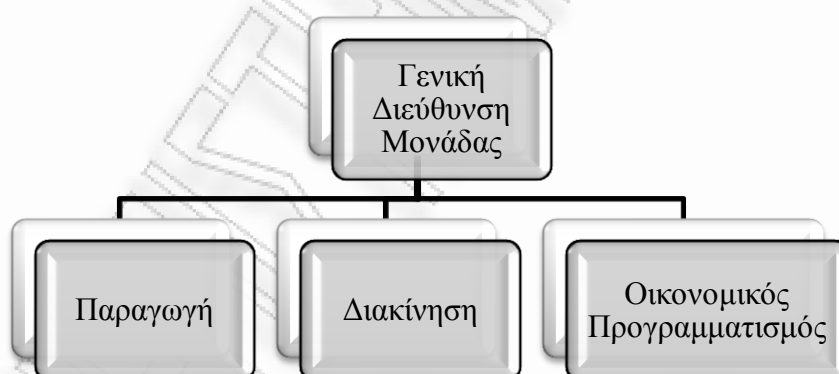 Γενική
Διεύθυνση
Μονάδας
Παραγωγή
Διακίνηση
Οικονομικός
Προγραμματισμός